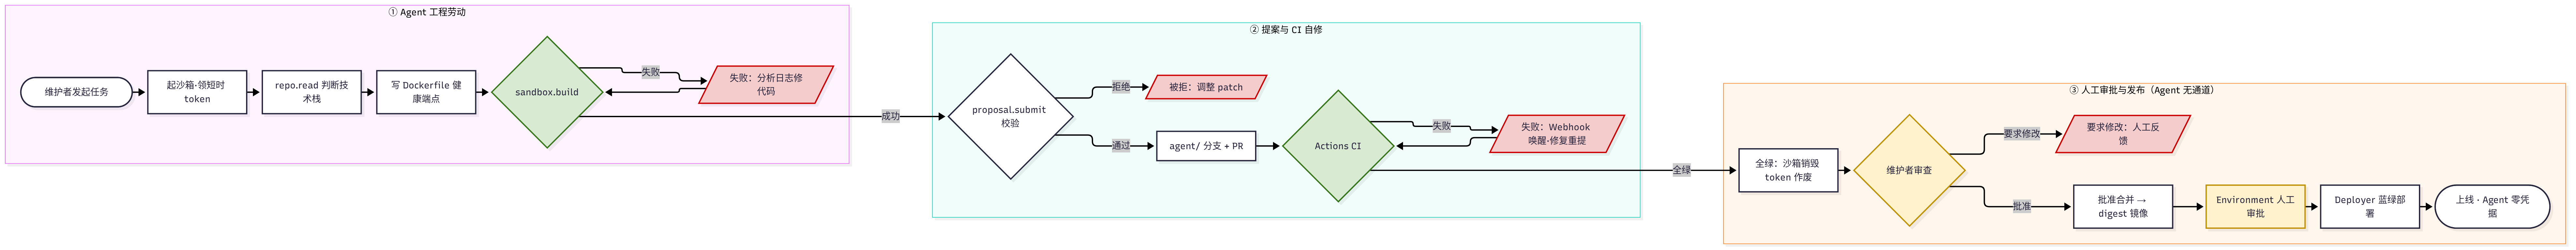 ① Agent 工程劳动
维护者发起任务
起沙箱·领短时
token
repo.read 判断技
术栈
写 Dockerfile 健
康端点
sandbox.build
失败
失败：分析日志修
代码
成功
② 提案与 CI 自修
proposal.submit
校验
拒绝
被拒：调整 patch
通过
agent/ 分支 + PR
Actions CI
失败
失败：Webhook
唤醒·修复重提
全绿
③ 人工审批与发布（Agent 无通道）
全绿：沙箱销毁
token 作废
维护者审查
要求修改
要求修改：人工反
馈
批准
批准合并 →
digest 镜像
Environment 人工
审批
Deployer 蓝绿部
署
上线 · Agent 零凭
据